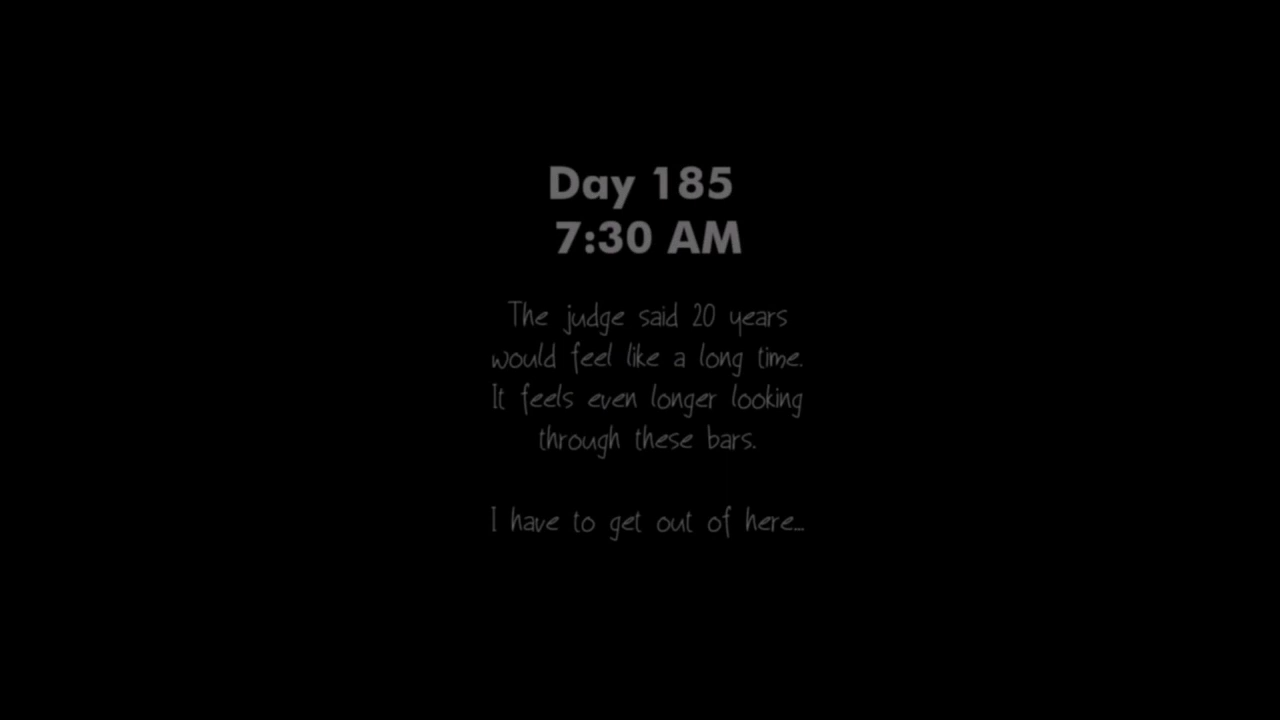 Day 185
7:30 AM
The judge said 20 years
would feel like a long time.
It feels even longer looking
through these bars.
I have to get out of here...